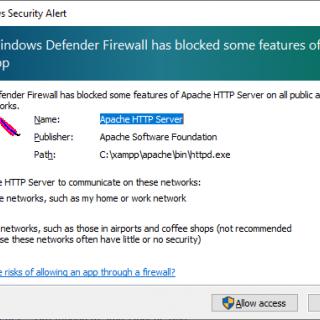 s Security Alert
indows Defender Firewall has blocked some features of
pp
efender Firewall has blocked some features of Apache HTTP Server on all public a
orks.
Name: Apache HTTP Server
Publisher: Apache Software Foundation
Path: C:\xampp\apache\bin\httpd.exe
e HTTP Server to communicate on these networks:
e networks, such as my home or work network
networks, such as those in airports and coffee shops (not recommended
se these networks often have little or no security)
e risks of allowing an app through a firewall?
Allow access